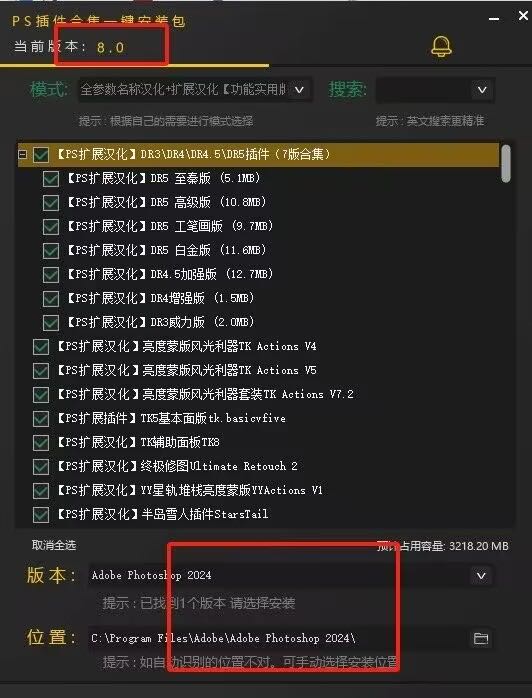 PS插件合集一键安装包
当前版本: 8.0
模式: 全参数名称汉化+扩展汉化【功能实用版 搜索:
提示:根据自己的需要进行模式选择 提示:英文搜索更精准
【PS扩展汉化】DR3\DR4\DR4.5\DR5插件(7版合集)
【PS扩展汉化】DR5 至秦版 (5.1MB)
【PS扩展汉化】DR5 高级版 (10.8MB)
【PS扩展汉化】DR5 工笔画版 (9.7MB)
【PS扩展汉化】DR5 白金版 (11.6MB)
【PS扩展汉化】DR4.5加强版 (12.7MB)
【PS扩展汉化】DR4增强版 (1.5MB)
【PS扩展汉化】DR3威力版 (2.0MB)
【PS扩展汉化】亮度蒙版风光利器TK Actions V4
【PS扩展汉化】亮度蒙版风光利器TK Actions V5
【PS扩展汉化】亮度蒙版风光利器套装TK Actions V7.2
【PS扩展插件】TK5基本面版tk.basicvfive
【PS扩展汉化】TK辅助面板TK8
【PS扩展汉化】终极修图Ultimate Retouch 2
【PS扩展汉化】YY星轨堆栈亮度蒙版YYActions V1
【PS扩展汉化】半岛雪人插件StarsTail
取消全选 预计占用容量: 3218.20 MB
版本: Adobe Photoshop 2024
提示:已找到1个版本 请选择安装
位置: C:\Program Files\Adobe\Adobe Photoshop 2024\
提示:如自动识别的位置不对。可手动选择安装位置